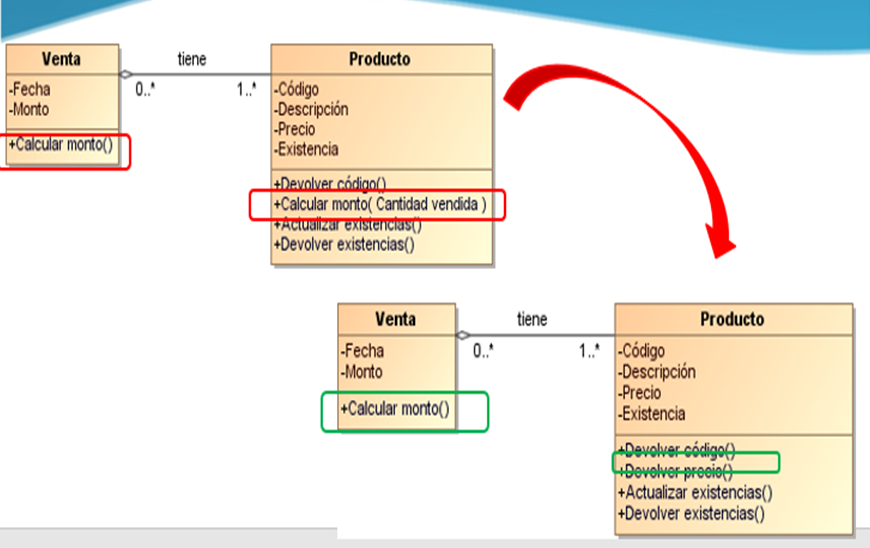 Venta
-Fecha
-Monto
+Calcular monto()
tiene
0..*
1..*
Producto
-Código
-Descripción
-Precio
-Existencia
+Devolver código()
+Calcular monto( Cantidad vendida )
+Actualizar existencias()
+Devolver existencias()
Venta
-Fecha
-Monto
+Calcular monto()
tiene
0..*
1..*
Producto
-Código
-Descripción
-Precio
-Existencia
+Devolver código()
+Devolver precio()
+Actualizar existencias()
+Devolver existencias()